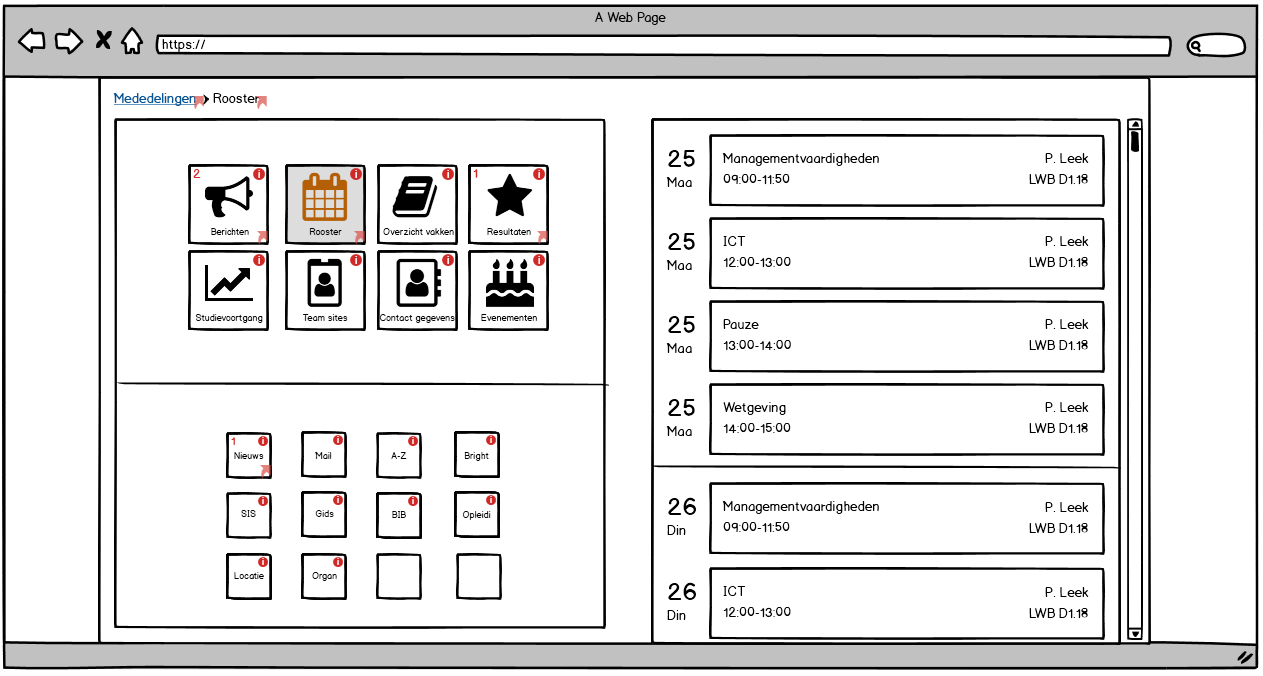 A Web Page
https://
Mededelingen Rooster
2
Berichten
Rooster
Overzicht vakken
1
Resultaten
Studievoortgang
Team sites
Contact gegevens
Evenementen
1
Nieuws
Mail
A-Z
Bright
SIS
Gids
BIB
Opleidi
Locatie
Organ
25 Managementvaardigheden P. Leek
Maa 09:00-11:50 LWB D1.18
25 ICT P. Leek
Maa 12:00-13:00 LWB D1.18
25 Pauze P. Leek
Maa 13:00-14:00 LWB D1.18
25 Wetgeving P. Leek
Maa 14:00-15:00 LWB D1.18
26 Managementvaardigheden P. Leek
Din 09:00-11:50 LWB D1.18
26 ICT P. Leek
Din 12:00-13:00 LWB D1.18